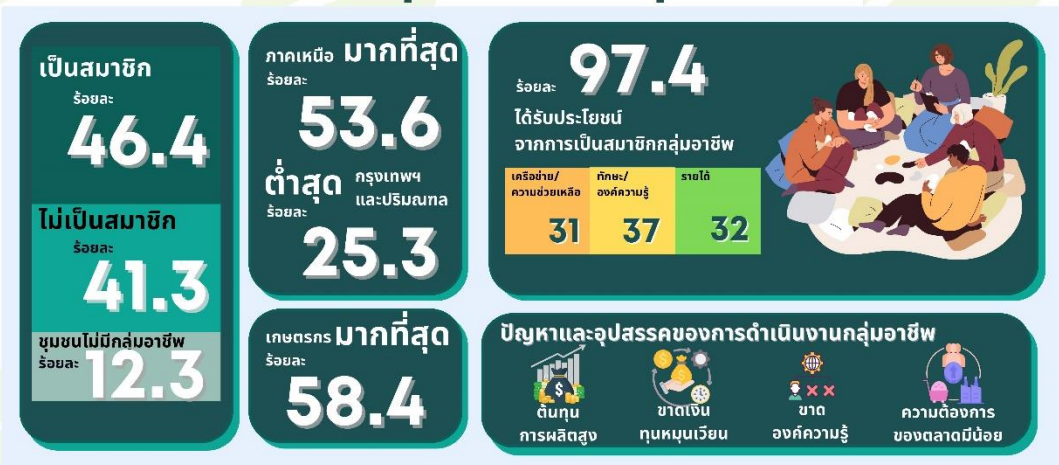 เป็นสมาชิก
ร้อยละ
46.4
ไม่เป็นสมาชิก
ร้อยละ
41.3
ชุมชนไม่มีกลุ่มอาชีพ
ร้อยละ 12.3
ภาคเหนือ มากที่สุด
ร้อยละ
53.6
ต่ำสุด กรุงเทพฯ
และปริมณฑล
ร้อยละ
25.3
เกษตรกร มากที่สุด
ร้อยละ
58.4
ร้อยละ 97.4
ได้รับประโยชน์
จากการเป็นสมาชิกกลุ่มอาชีพ
เครือข่าย/
ความช่วยเหลือ
31
ทักษะ/
องค์ความรู้
37
รายได้
32
ปัญหาและอุปสรรคของการดำเนินงานกลุ่มอาชีพ
ต้นทุน
การผลิตสูง
ขาดเงิน
ทุนหมุนเวียน
ขาด
องค์ความรู้
ความต้องการ
ของตลาดมีน้อย